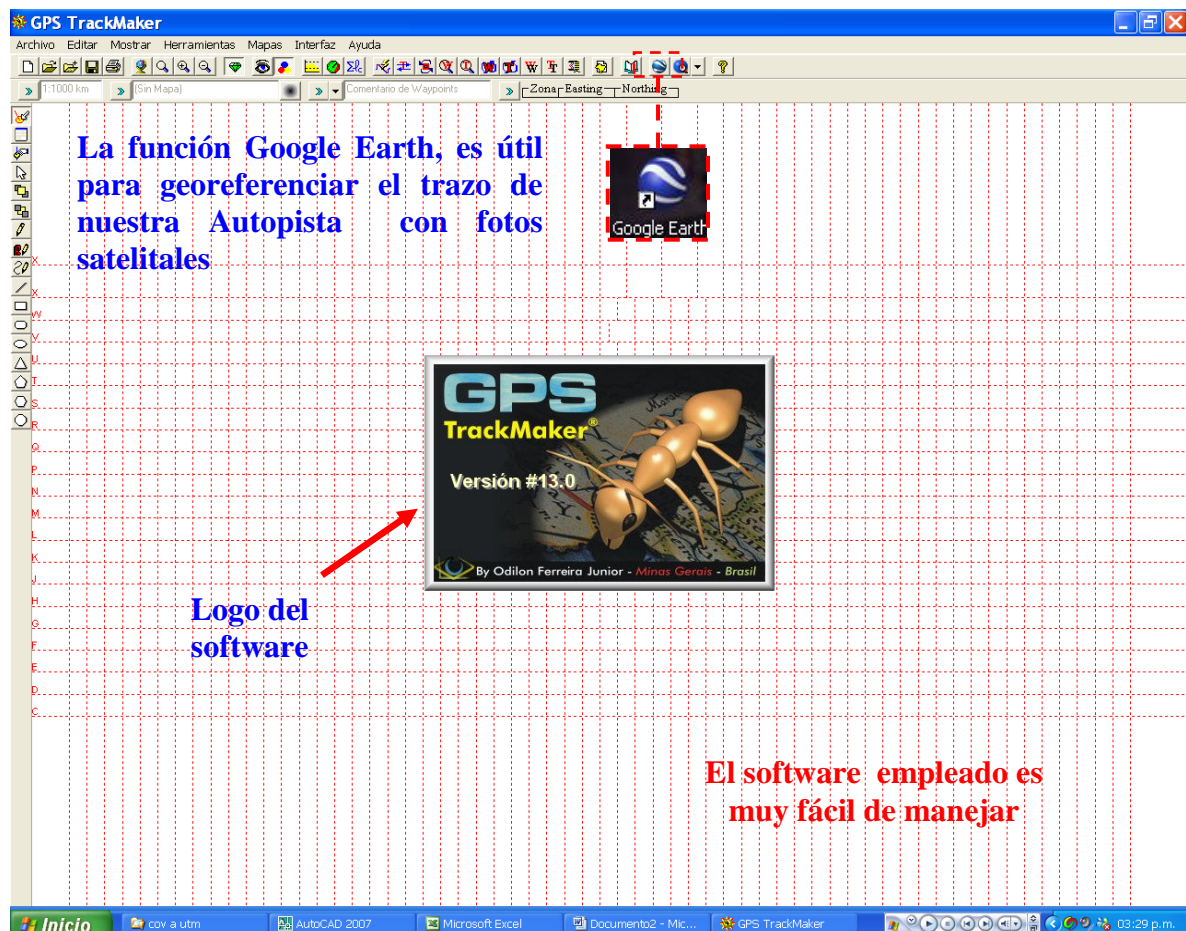 GPS TrackMaker
Archivo Editar Mostrar Herramientas Mapas Interfaz Ayuda
1:1000 km (Sin Mapa) Comentario de Waypoints Zona Easting Northing
La función Google Earth, es útil
para georeferenciar el trazo de
nuestra Autopista con fotos
satelitales
Google Earth
X
X
W
V
U
T
S
R
Q
P
N
M
L
K
J
H
G
F
E
D
C
GPS
TrackMaker®
Versión #13.0
By Odilon Ferreira Junior - Minas Gerais - Brasil
Logo del
software
El software empleado es
muy fácil de manejar
Inicio cov a utm AutoCAD 2007 Microsoft Excel Documento2 - Mic... GPS TrackMaker 03:29 p.m.